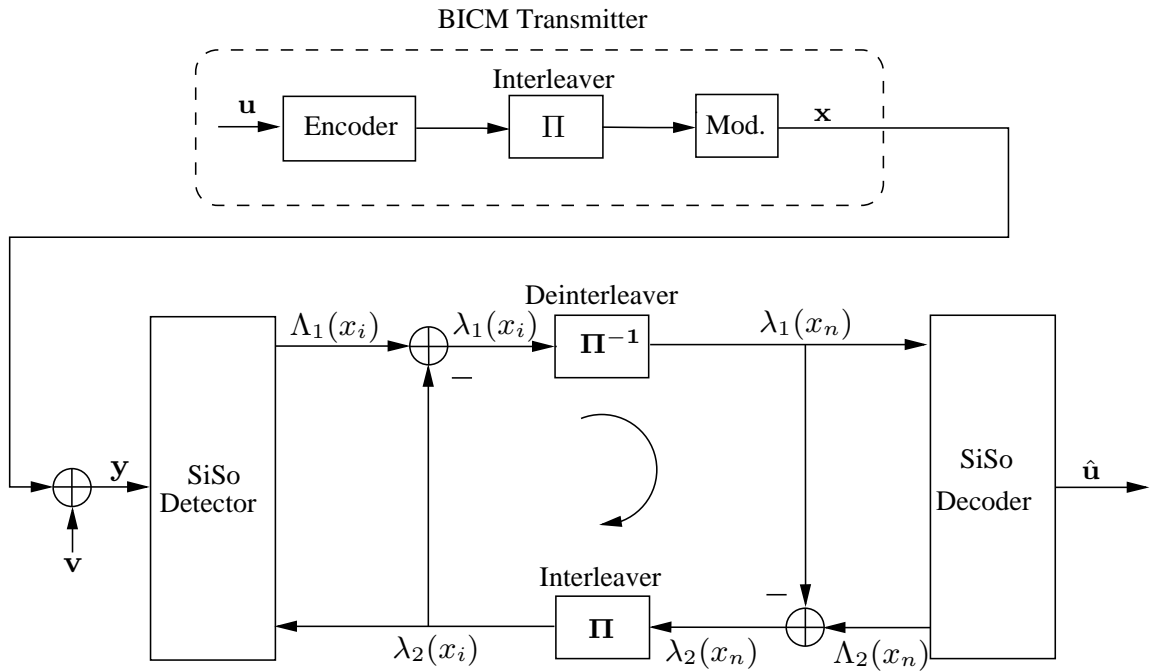 BICM Transmitter
Interleaver
u
Encoder
Π
Mod.
x
Deinterleaver
Λ₁(xᵢ)
λ₁(xᵢ)
Π⁻¹
λ₁(xₙ)
−
SiSo
Detector
y
v
SiSo
Decoder
û
Interleaver
−
λ₂(xᵢ)
Π
λ₂(xₙ)
Λ₂(xₙ)